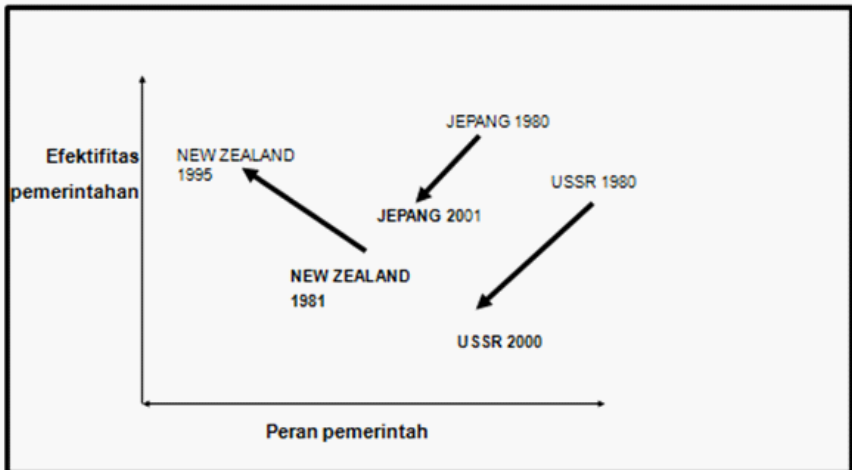 JEPANG 1980
Efektifitas
pemerintahan
NEW ZEALAND
1995
USSR 1980
JEPANG 2001
NEW ZEALAND
1981
USSR 2000
Peran pemerintah